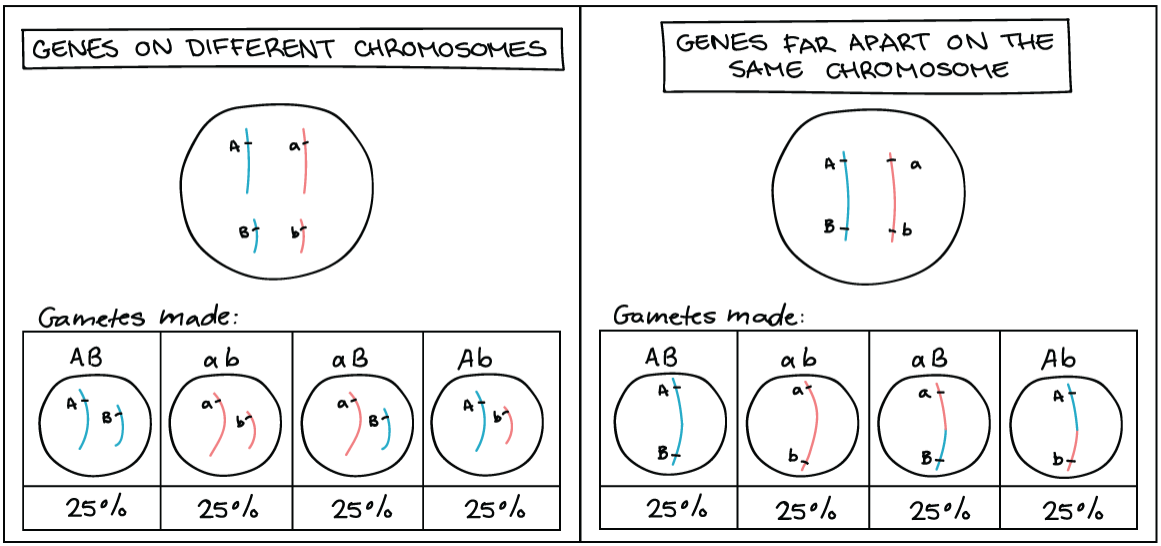 GENES ON DIFFERENT CHROMOSOMES
A a
B b
Gametes made:
AB ab aB Ab
A B a b a B A b
25% 25% 25% 25%
GENES FAR APART ON THE
SAME CHROMOSOME
A a
B b
Gametes made:
AB ab aB Ab
A a a A
B b B b
25% 25% 25% 25%